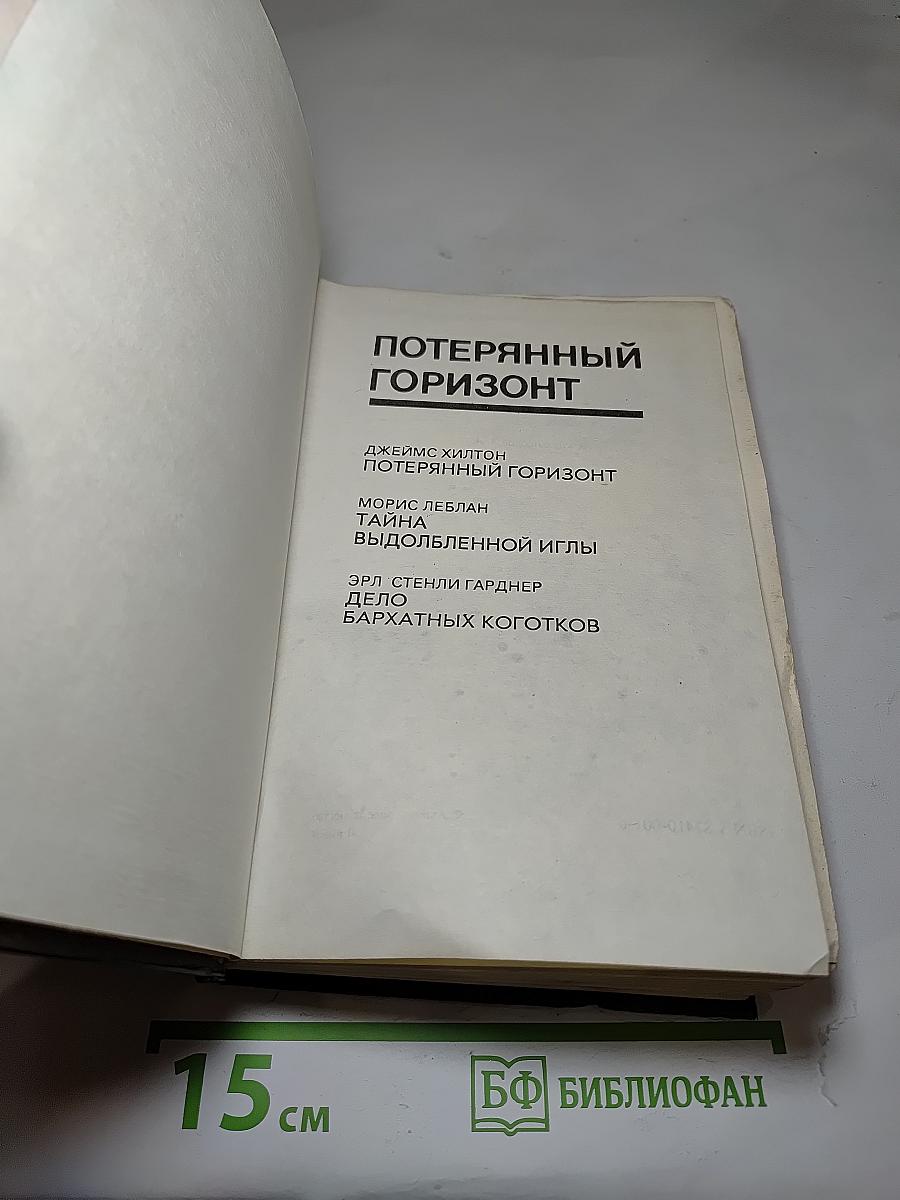 ПОТЕРЯННЫЙ
ГОРИЗОНТ
ДЖЕЙМС ХИЛТОН
ПОТЕРЯННЫЙ ГОРИЗОНТ
МОРИС ЛЕБЛАН
ТАЙНА
ВЫДОЛБЛЕННОЙ ИГЛЫ
ЭРЛ СТЕНЛИ ГАРДНЕР
ДЕЛО
БАРХАТНЫХ КОГОТКОВ
15 см
БФ БИБЛИОФАН